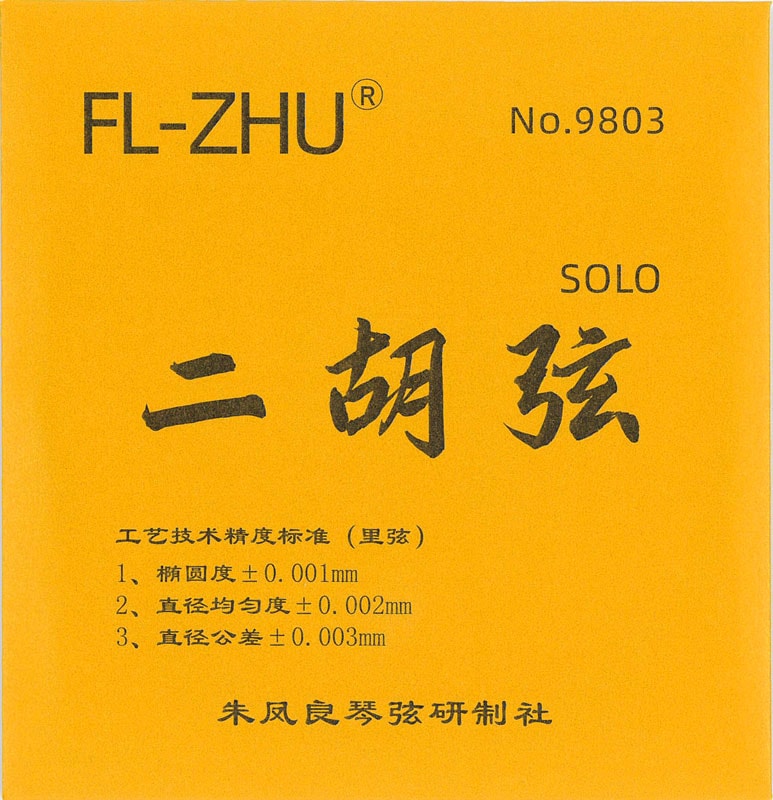 FL-ZHU®
No.9803
SOLO
二胡弦
工艺技术精度标准（里弦）
1、椭圆度±0.001mm
2、直径均匀度±0.002mm
3、直径公差±0.003mm
朱凤良琴弦研制社